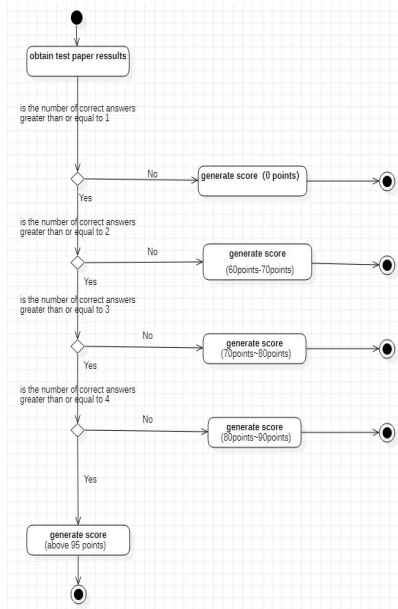 obtain test paper ressults
is the number of correct answers
greater than or equal to 1
No
generate score (0 points)
Yes
is the number of correct answers
greater than or equal to 2
No
generate score
(60points-70points)
Yes
is the number of correct answers
greater than or equal to 3
No
generate score
(70points~80points)
Yes
is the number of correct answers
greater than or equal to 4
No
generate score
(80points~90points)
Yes
generate score
(above 95 points)